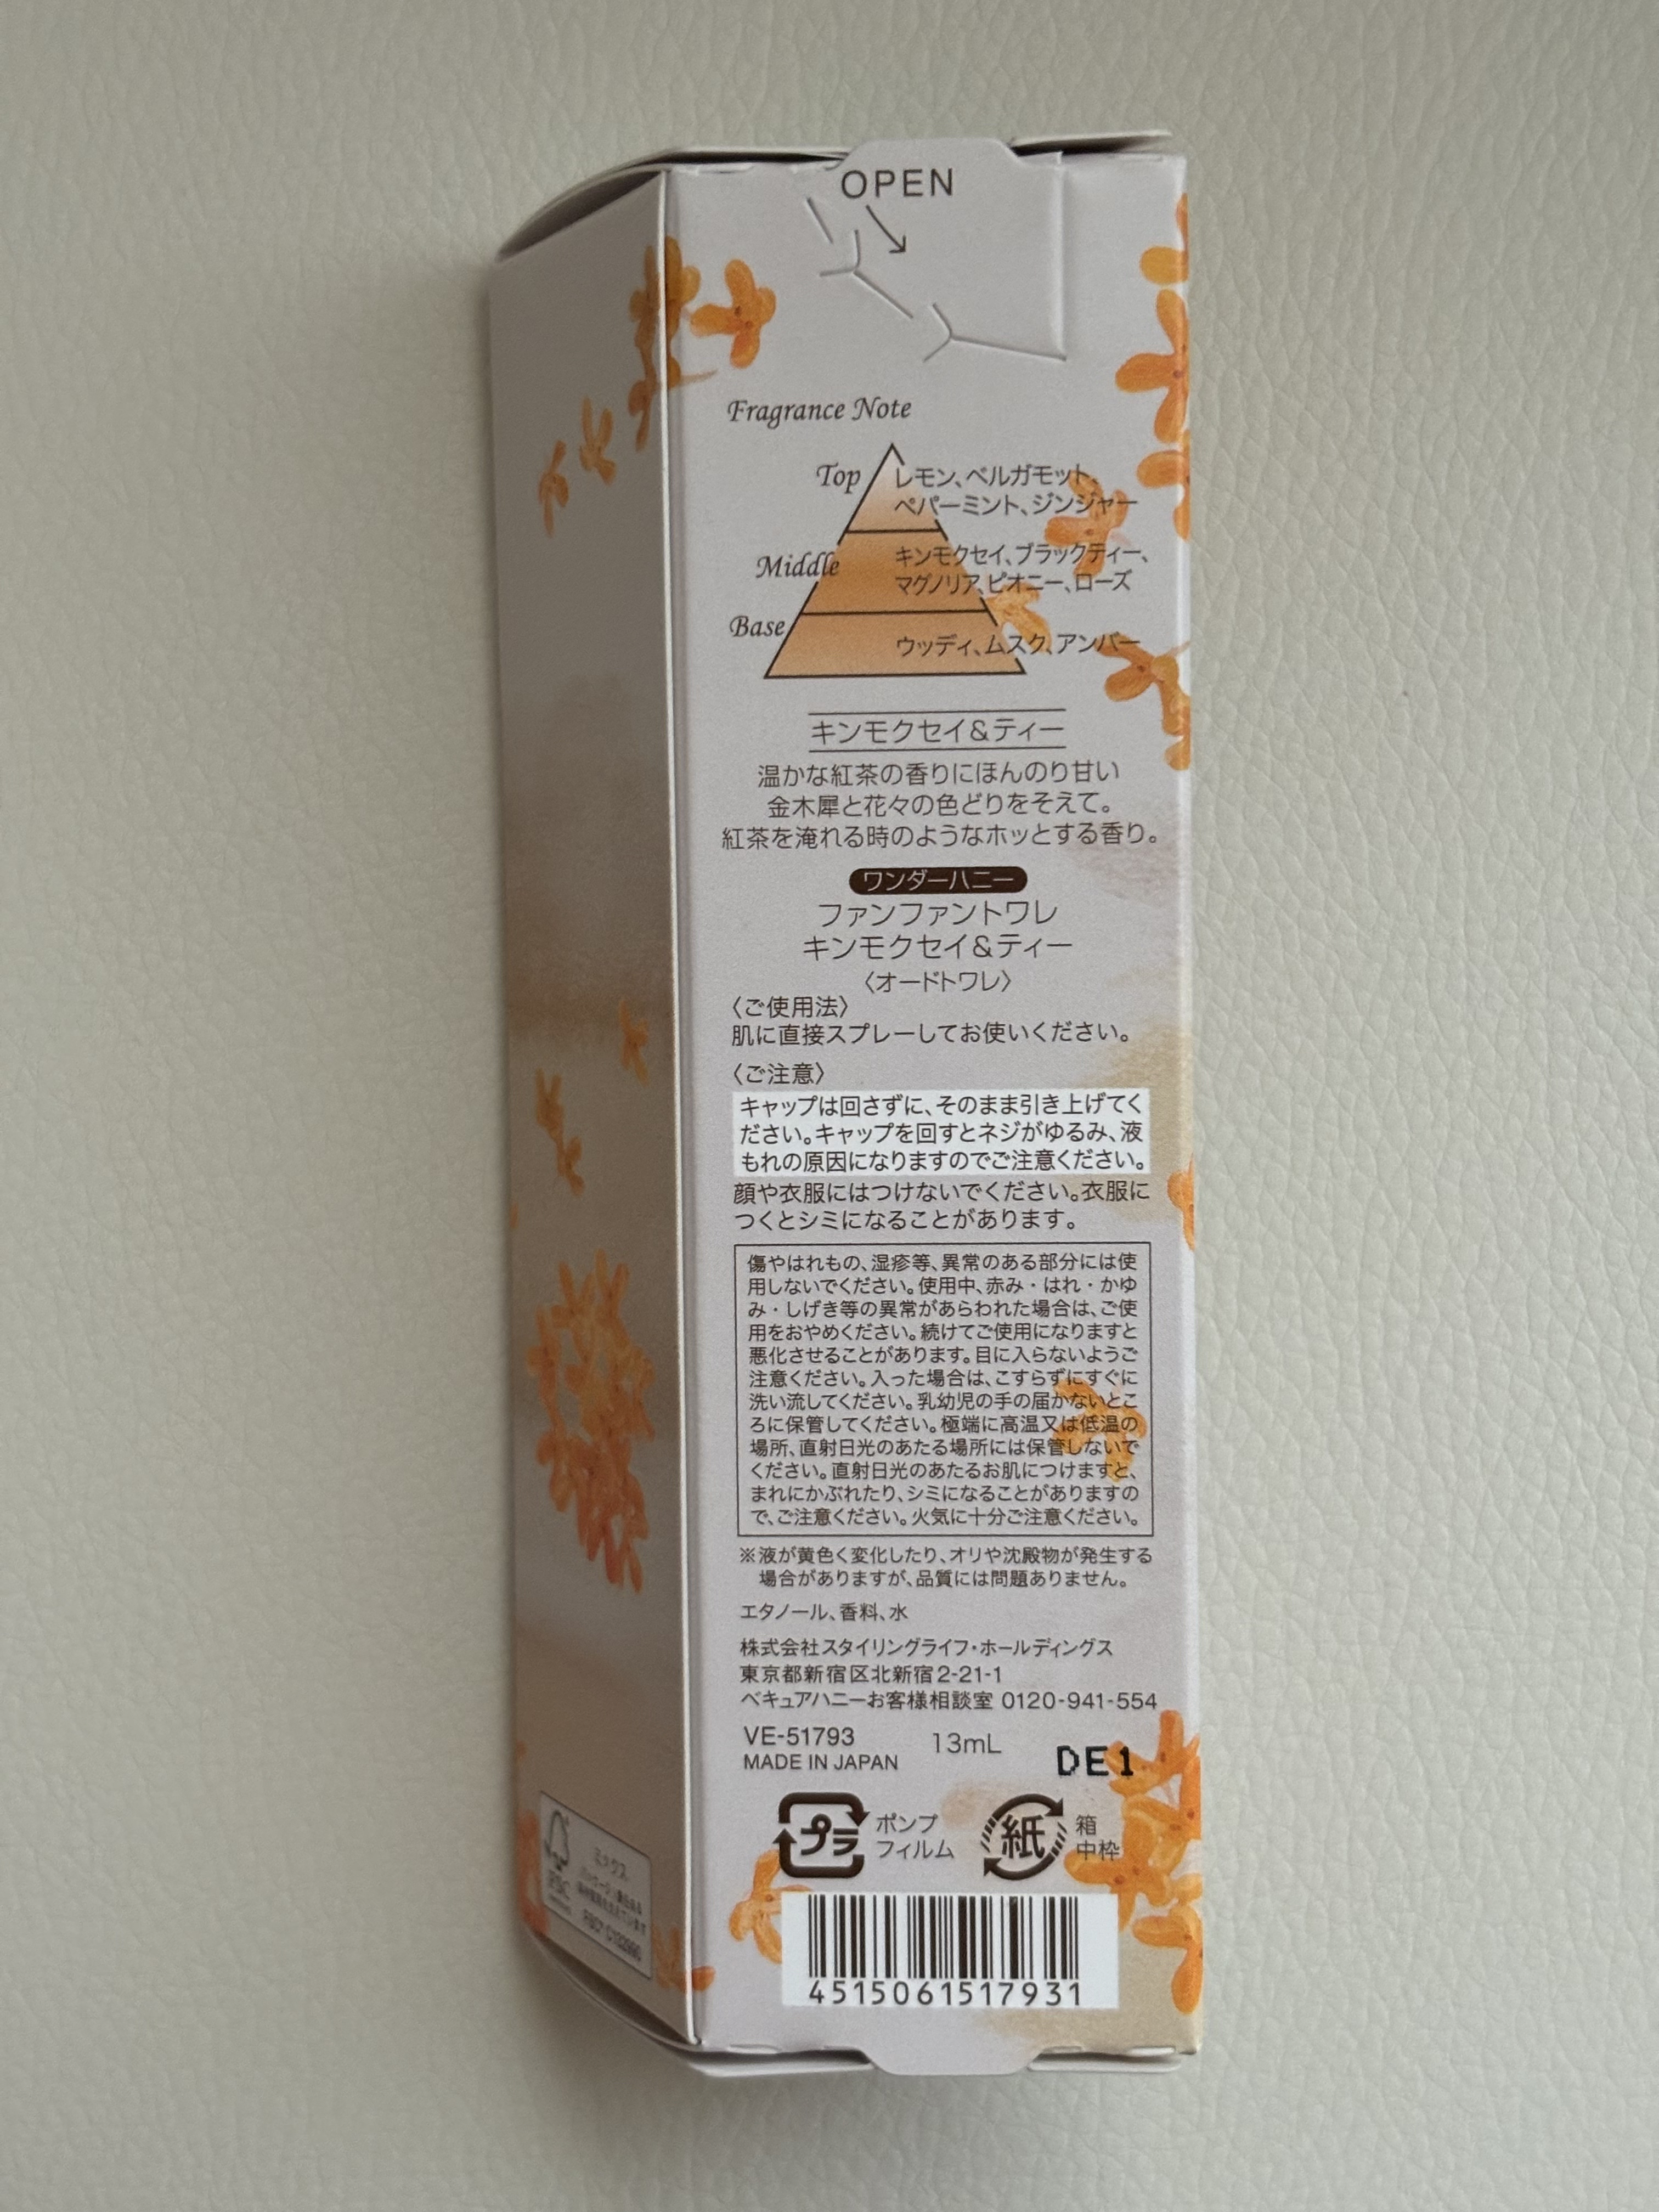 OPEN
Fragrance Note
Top
レモン、ベルガモット、
ペパーミント、ジンジャー
Middle
キンモクセイ、ブラックティー、
マグノリア、ピオニー、ローズ
Base
ウッディ、ムスク、アンバー
キンモクセイ&ティー
温かな紅茶の香りにほんのり甘い
金木犀と花々の色どりをそえて。
紅茶を淹れる時のようなホッとする香り。
ワンダーハニー
ファンファントワレ
キンモクセイ&ティー
〈オードトワレ〉
〈ご使用法〉
肌に直接スプレーしてお使いください。
〈ご注意〉
キャップは回さずに、そのまま引き上げてく
ださい。キャップを回すとネジがゆるみ、液
もれの原因になりますのでご注意ください。
顔や衣服にはつけないでください。衣服に
つくとシミになることがあります。
傷やはれもの、湿疹等、異常のある部分には使
用しないでください。使用中、赤み・はれ・かゆ
み・しげき等の異常があらわれた場合は、ご使
用をおやめください。続けてご使用になりますと
悪化させることがあります。目に入らないようご
注意ください。入った場合は、こすらずにすぐに
洗い流してください。乳幼児の手の届かないとこ
ろに保管してください。極端に高温又は低温の
場所、直射日光のあたる場所には保管しないで
ください。直射日光のあたるお肌につけますと、
まれにかぶれたり、シミになることがありますの
で、ご注意ください。火気に十分ご注意ください。
※液が黄色く変化したり、オリや沈殿物が発生する
場合がありますが、品質には問題ありません。
エタノール、香料、水
株式会社スタイリングライフ・ホールディングス
東京都新宿区北新宿2-21-1
ベキュアハニーお客様相談室 0120-941-554
VE-51793
MADE IN JAPAN
13mL
DE1
プラ
ポンプ
フィルム
紙
箱
中枠
4515061517931
ミックス
FSC